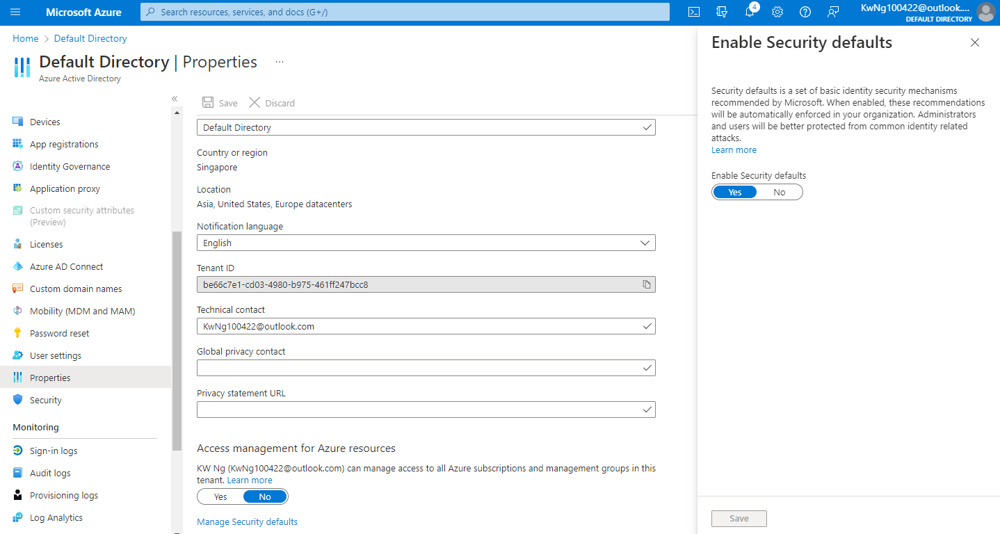 Microsoft Azure
Search resources, services, and docs (G+/)
4
KwNg100422@outlook....
DEFAULT DIRECTORY
Home > Default Directory
Default Directory | Properties ...
Azure Active Directory
Devices
App registrations
Identity Governance
Application proxy
Custom security attributes
(Preview)
Licenses
Azure AD Connect
Custom domain names
Mobility (MDM and MAM)
Password reset
User settings
Properties
Security
Monitoring
Sign-in logs
Audit logs
Provisioning logs
Log Analytics
Save Discard
Default Directory
Country or region
Singapore
Location
Asia, United States, Europe datacenters
Notification language
English
Tenant ID
be66c7e1-cd03-4980-b975-461ff247bcc8
Technical contact
KwNg100422@outlook.com
Global privacy contact
Privacy statement URL
Access management for Azure resources
KW Ng (KwNg100422@outlook.com) can manage access to all Azure subscriptions and management groups in this
tenant. Learn more
Yes No
Manage Security defaults
Enable Security defaults
Security defaults is a set of basic identity security mechanisms
recommended by Microsoft. When enabled, these recommendations
will be automatically enforced in your organization. Administrators
and users will be better protected from common identity related
attacks.
Learn more
Enable Security defaults
Yes No
Save